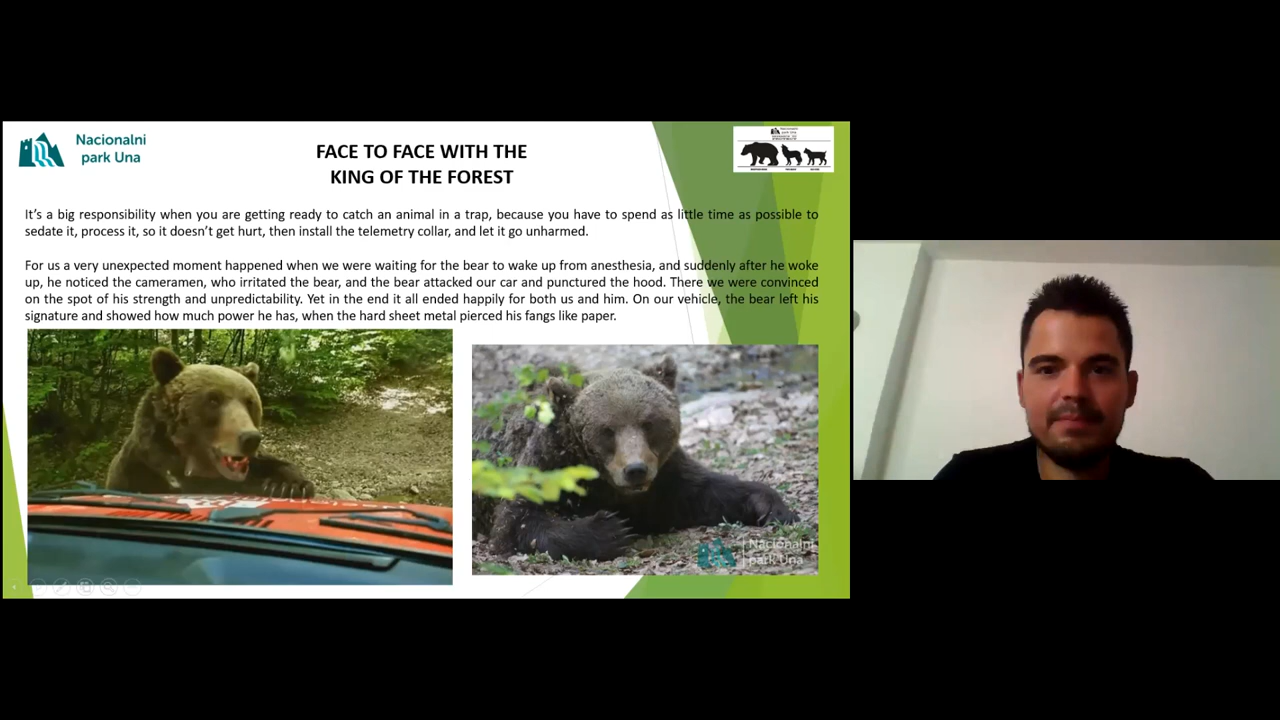 Nacionalni
park Una
FACE TO FACE WITH THE
KING OF THE FOREST
It's a big responsibility when you are getting ready to catch an animal in a trap, because you have to spend as little time as possible to
sedate it, process it, so it doesn't get hurt, then install the telemetry collar, and let it go unharmed.
For us a very unexpected moment happened when we were waiting for the bear to wake up from anesthesia, and suddenly after he woke
up, he noticed the cameramen, who irritated the bear, and the bear attacked our car and punctured the hood. There we were convinced
on the spot of his strength and unpredictability. Yet in the end it all ended happily for both us and him. On our vehicle, the bear left his
signature and showed how much power he has, when the hard sheet metal pierced his fangs like paper.
Nacionalni
park Una